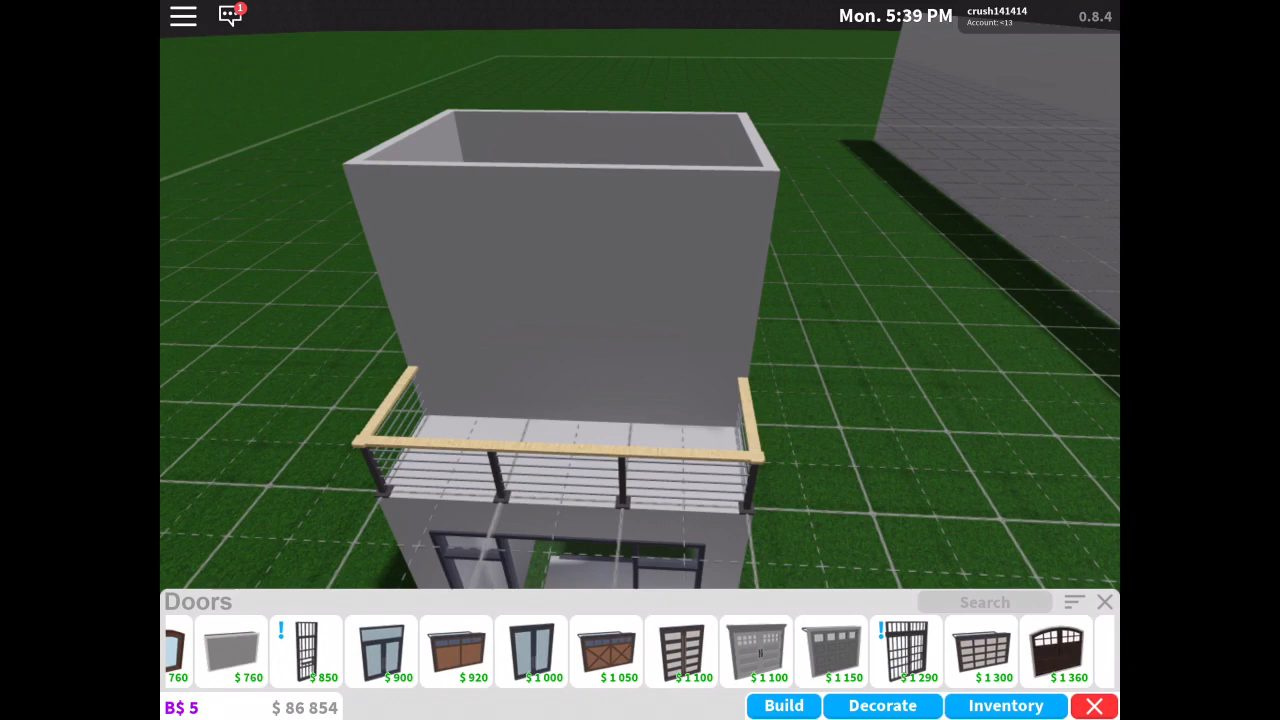 1
Mon. 5:39 PM
crush141414
Account: <13
0.8.4
Doors
Search
760
$ 760
! $ 850
$ 900
$ 920
$ 1 000
$ 1 050
$ 1 100
$ 1 100
$ 1 150
! $ 1 290
$ 1 300
$ 1 360
B$ 5
$ 86 854
Build
Decorate
Inventory